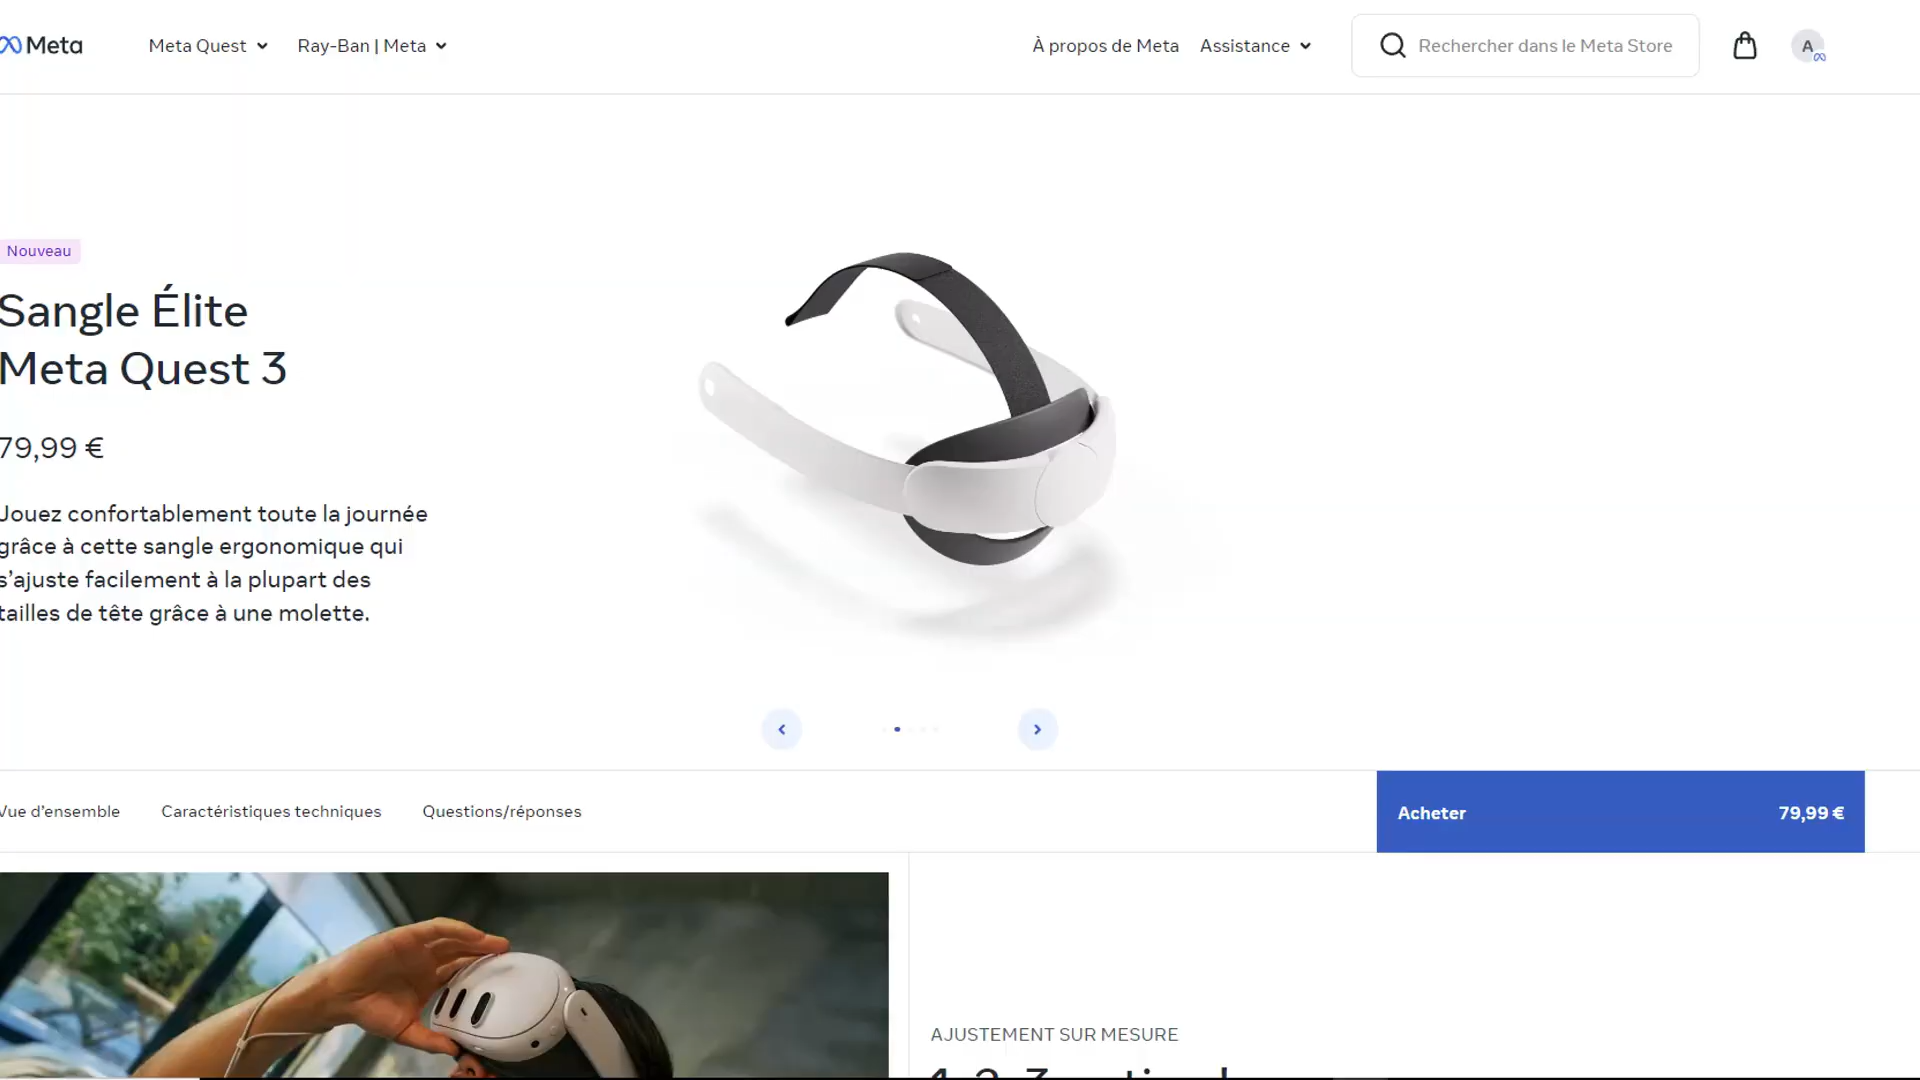 Meta
Meta Quest
Ray-Ban | Meta
À propos de Meta
Assistance
Rechercher dans le Meta Store
A
Nouveau
Sangle Élite
Meta Quest 3
79,99 €
Jouez confortablement toute la journée
grâce à cette sangle ergonomique qui
s’ajuste facilement à la plupart des
tailles de tête grâce à une molette.
Vue d’ensemble
Caractéristiques techniques
Questions/réponses
Acheter
79,99 €
AJUSTEMENT SUR MESURE